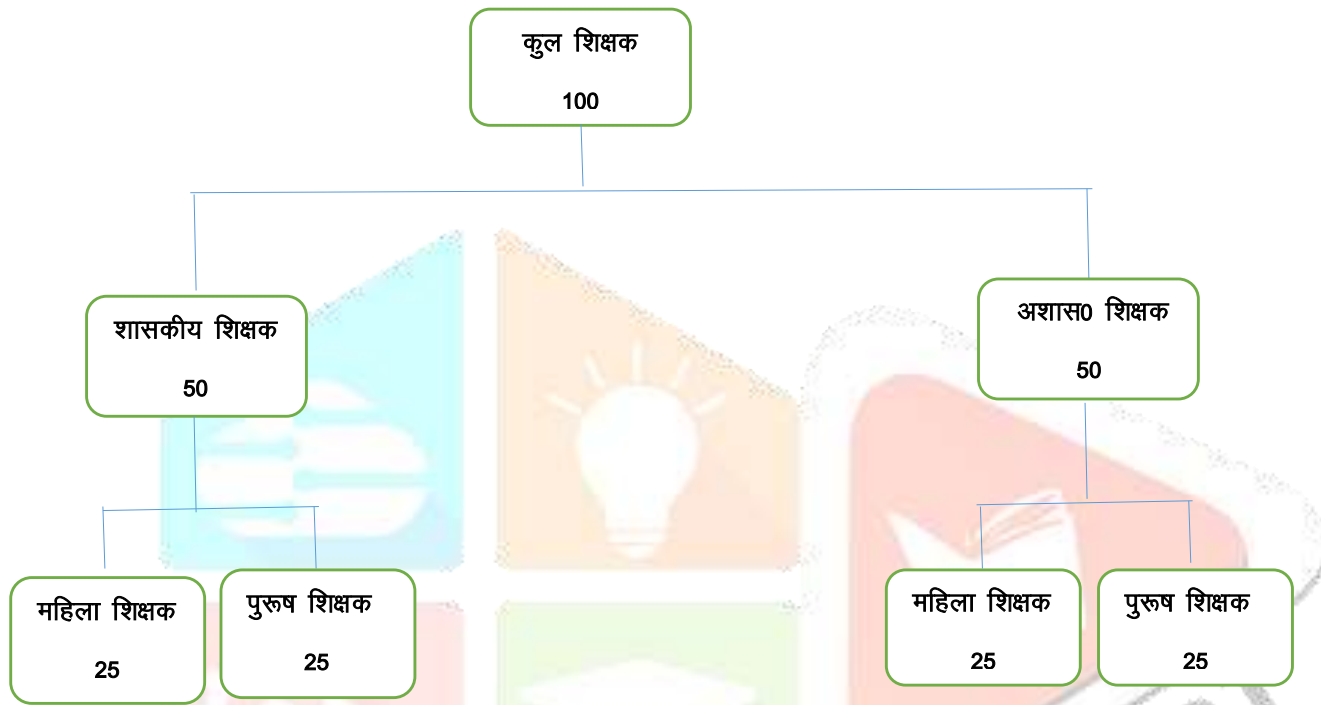 कुल शिक्षक
100
शासकीय शिक्षक
50
अशास0 शिक्षक
50
महिला शिक्षक
25
पुरूष शिक्षक
25
महिला शिक्षक
25
पुरूष शिक्षक
25